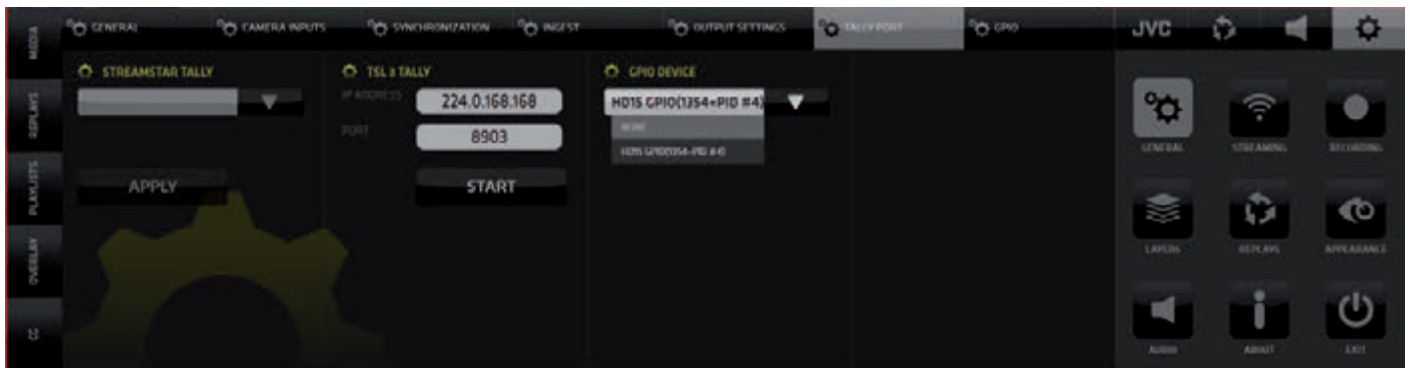 MEDIA
REPLAYS
PLAYLISTS
OVERLAY
GENERAL
CAMERA INPUTS
SYNCHRONIZATION
INGEST
OUTPUT SETTINGS
TALLY PORT
GPIO
JVC
STREAMSTAR TALLY
APPLY
TSL 3 TALLY
IP ADDRESS
224.0.168.168
PORT
8903
START
GPIO DEVICE
HD15 GPIO(1354<PID #4)
NONE
GENERAL
STREAMING
RECORDING
LAYERS
REPLAYS
APPEARANCE
AUDIO
ABOUT
EXIT